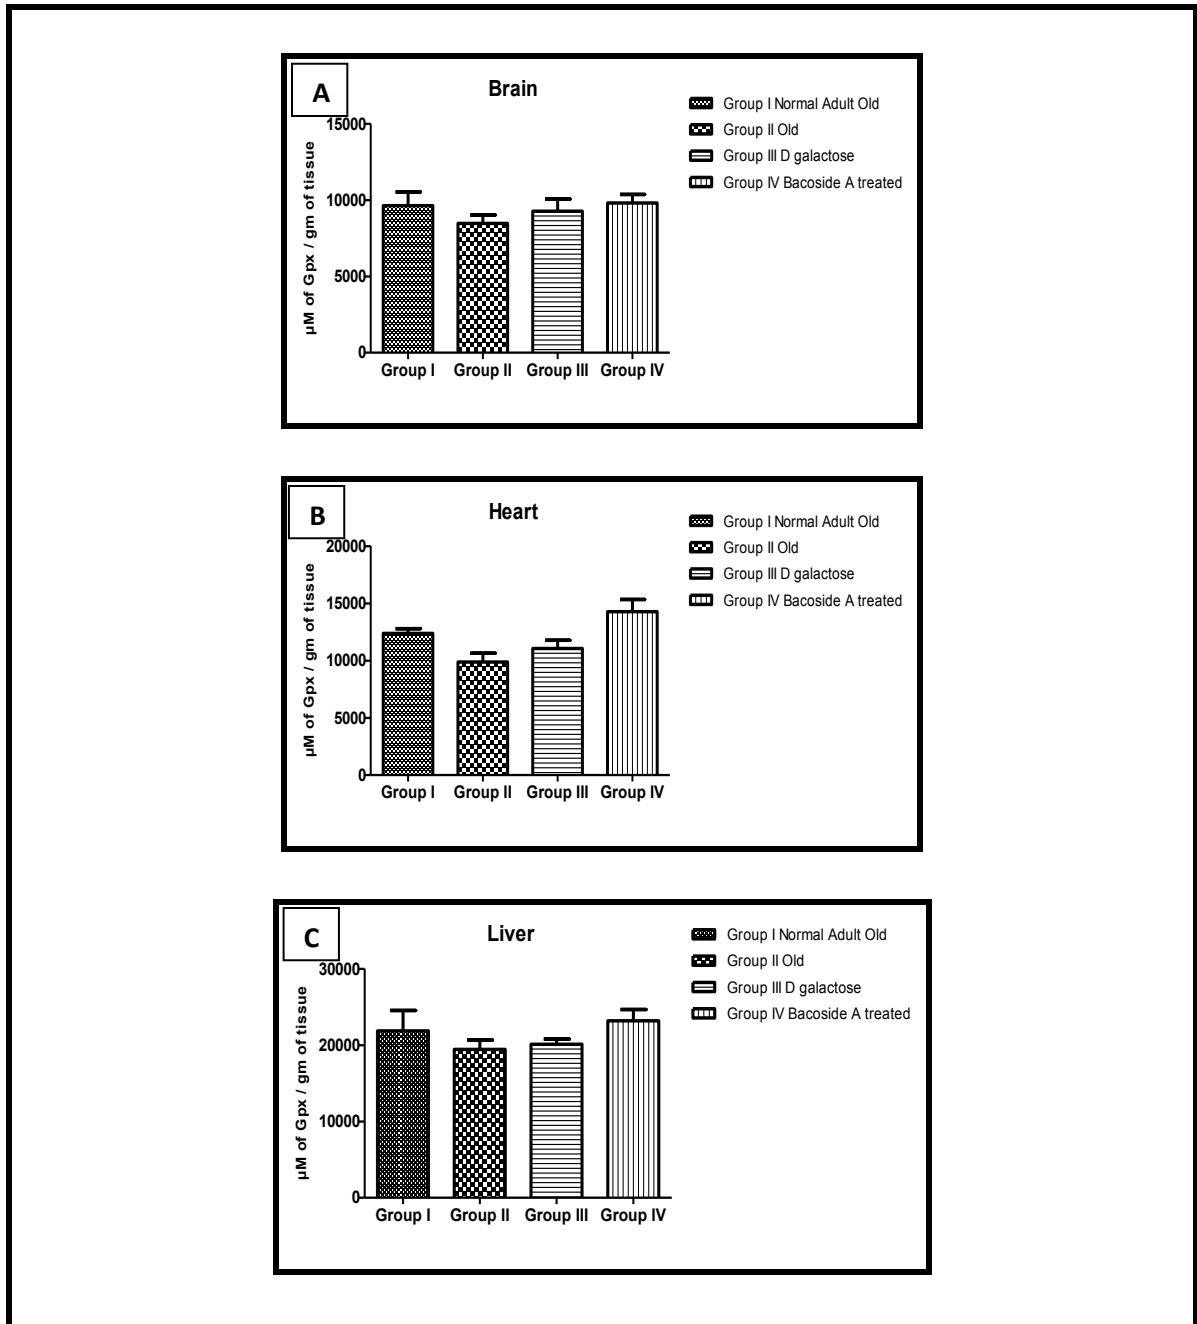 A
Brain
15000
10000
5000
0
µM of Gpx / gm of tissue
Group I Group II Group III Group IV
Group I Normal Adult Old
Group II Old
Group III D galactose
Group IV Bacoside A treated
B
Heart
20000
15000
10000
5000
0
µM of Gpx / gm of tissue
Group I Group II Group III Group IV
Group I Normal Adult Old
Group II Old
Group III D galactose
Group IV Bacoside A treated
C
Liver
30000
20000
10000
0
µM of Gpx / gm of tissue
Group I Group II Group III Group IV
Group I Normal Adult Old
Group II Old
Group III D galactose
Group IV Bacoside A treated